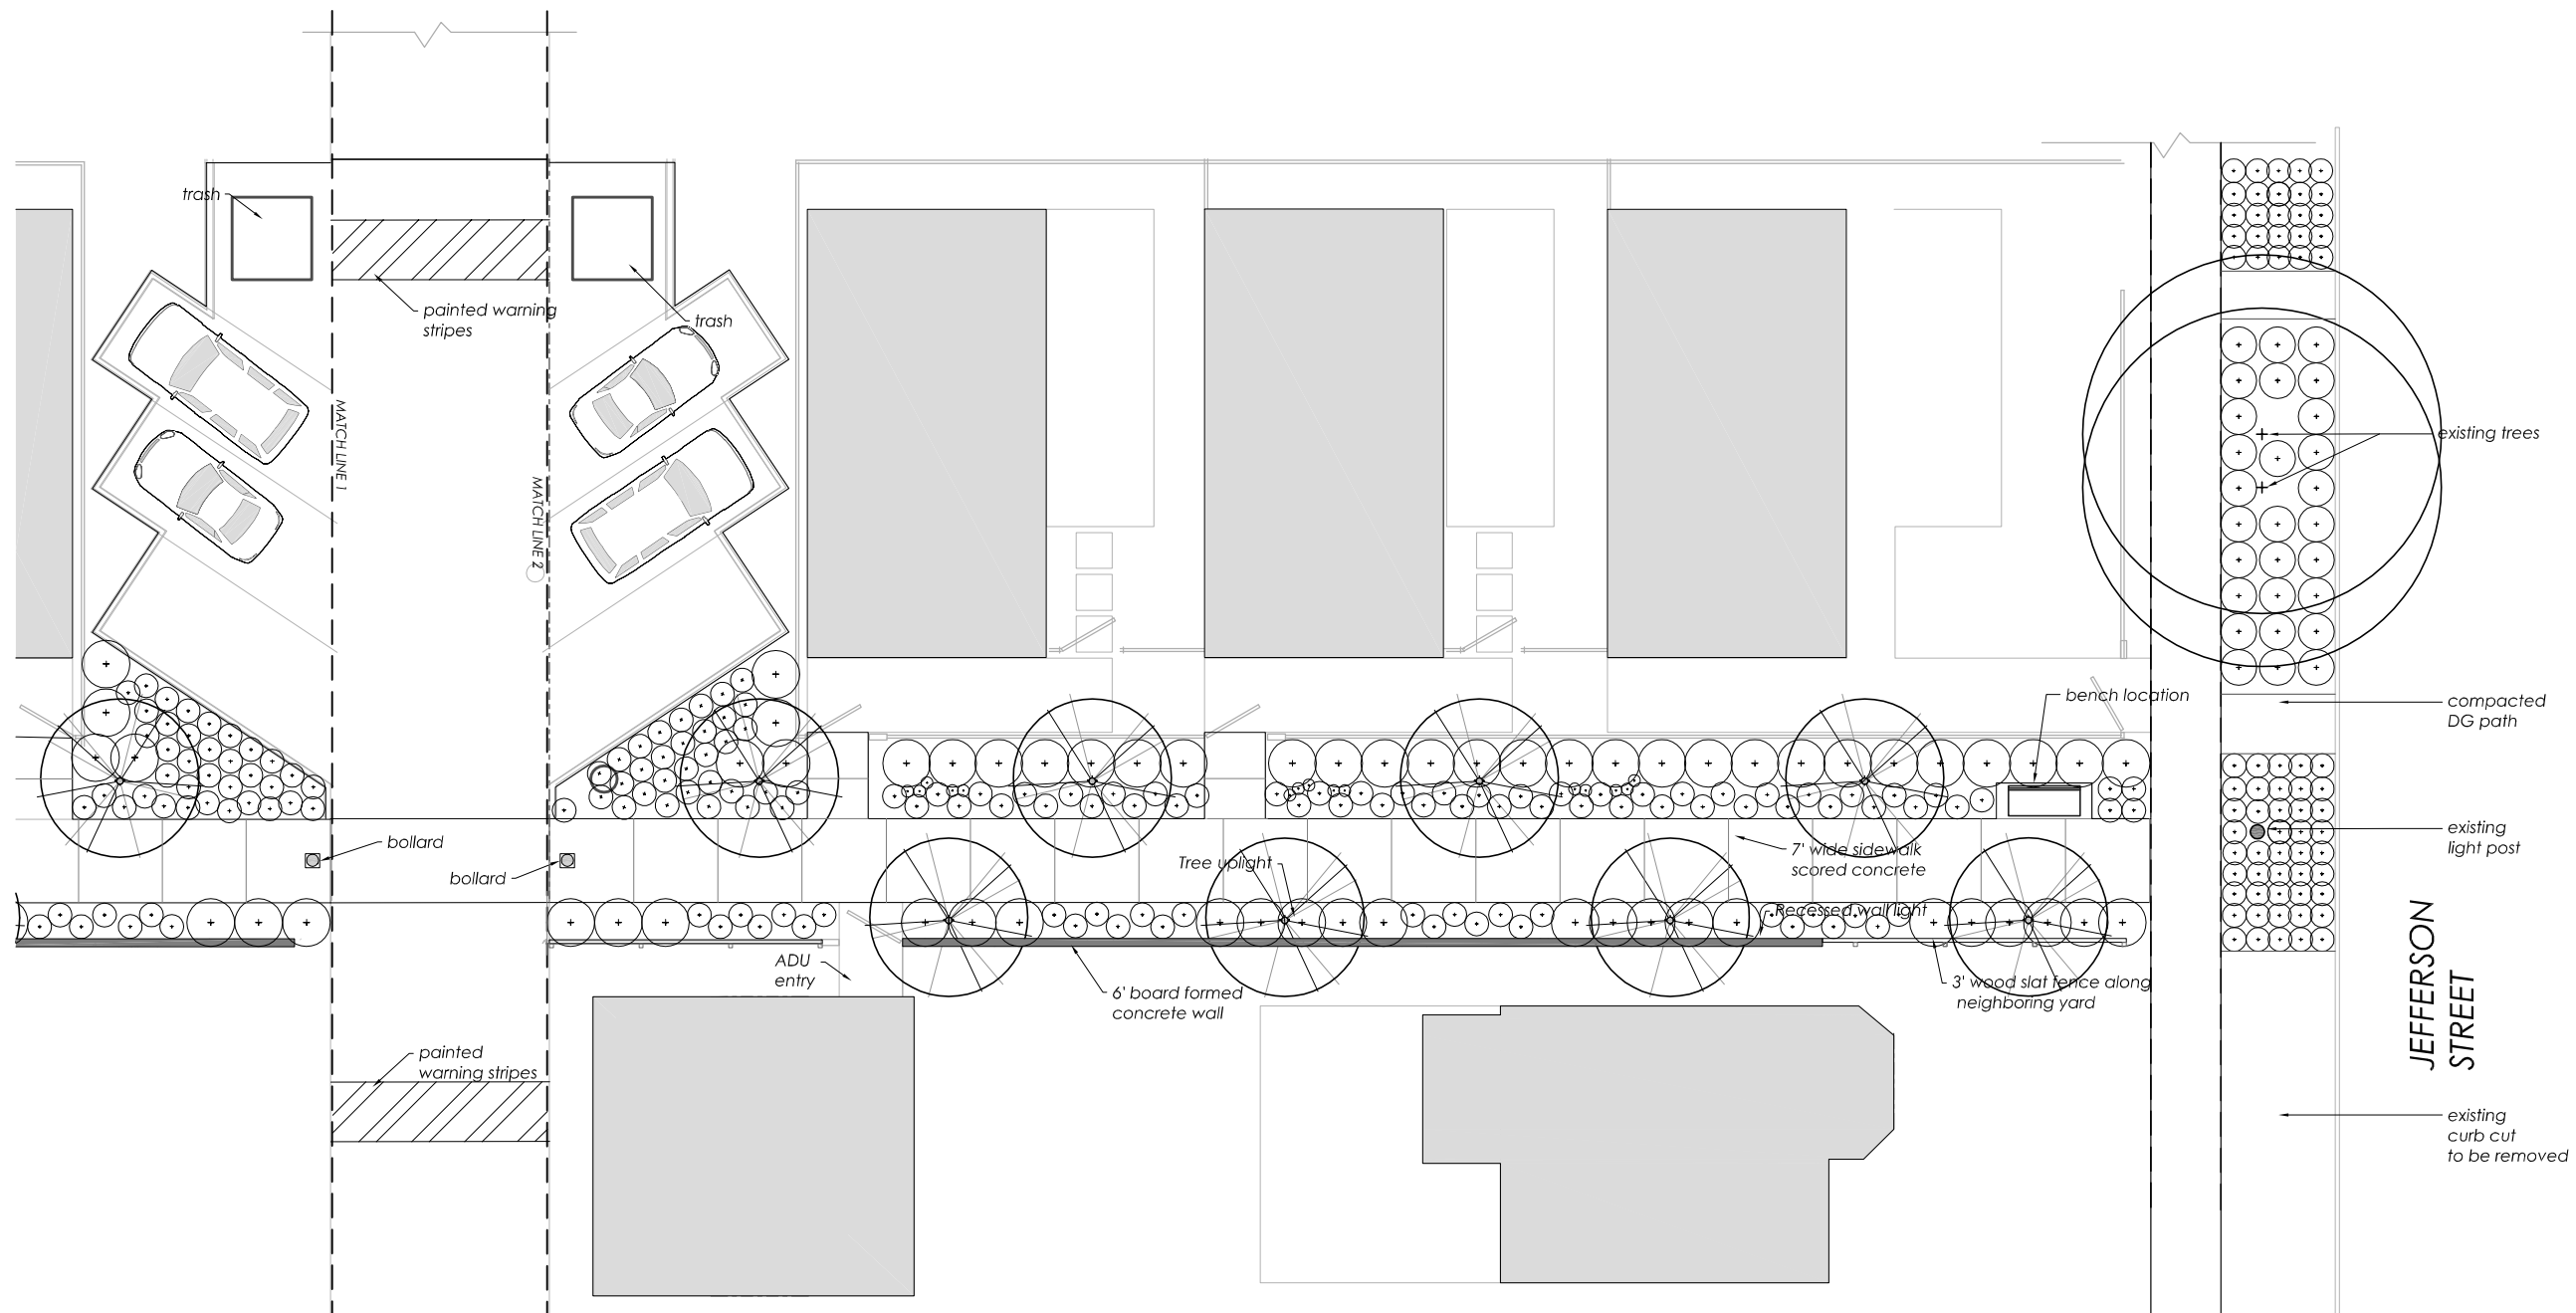 trash
painted warning
stripes
trash
MATCH LINE 1
MATCH LINE 2
existing trees
bench location
compacted
DG path
bollard
bollard
Tree uplight
7' wide sidewalk
scored concrete
existing
light post
Recessed wall light
ADU
entry
6' board formed
concrete wall
3' wood slat fence along
neighboring yard
JEFFERSON
STREET
painted
warning stripes
existing
curb cut
to be removed